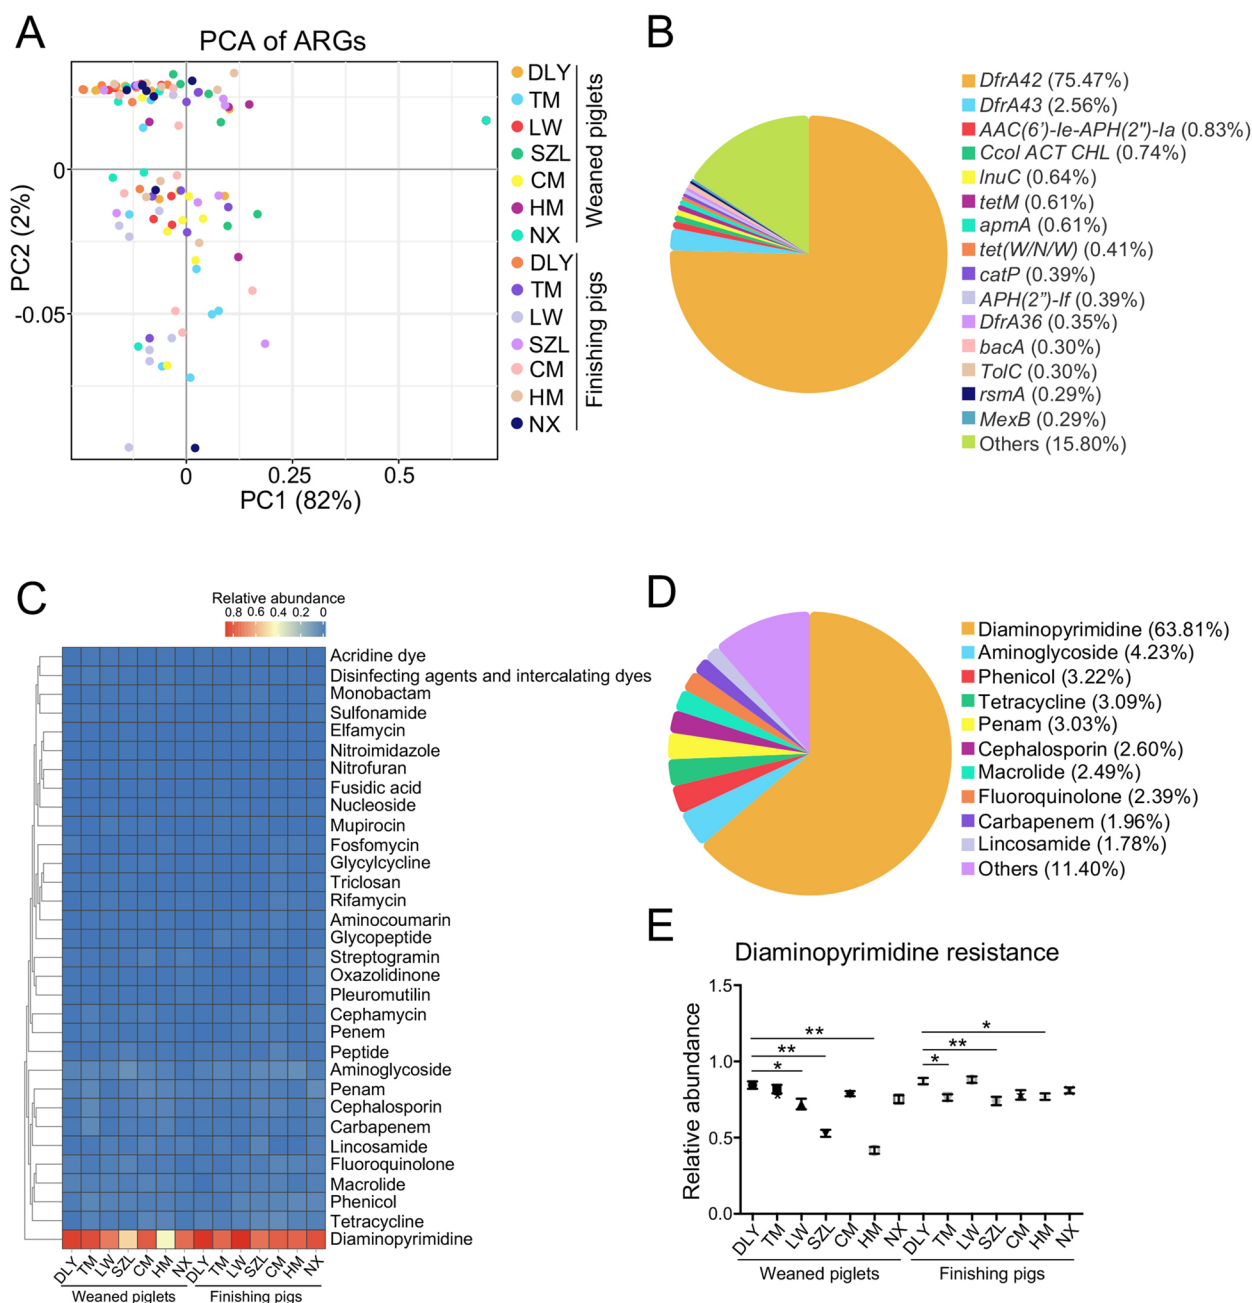 A
PCA of ARGs
PC2 (2%)
0
-0.05
0
0.25
0.5
PC1 (82%)
DLY
TM
LW
SZL
CM
HM
NX
Weaned piglets
DLY
TM
LW
SZL
CM
HM
NX
Finishing pigs
B
DfrA42 (75.47%)
DfrA43 (2.56%)
AAC(6')-Ie-APH(2")-Ia (0.83%)
Ccol ACT CHL (0.74%)
lnuC (0.64%)
tetM (0.61%)
apmA (0.61%)
tet(W/N/W) (0.41%)
catP (0.39%)
APH(2”)-If (0.39%)
DfrA36 (0.35%)
bacA (0.30%)
TolC (0.30%)
rsmA (0.29%)
MexB (0.29%)
Others (15.80%)
C
Relative abundance
0.8 0.6 0.4 0.2 0
Acridine dye
Disinfecting agents and intercalating dyes
Monobactam
Sulfonamide
Elfamycin
Nitroimidazole
Nitrofuran
Fusidic acid
Nucleoside
Mupirocin
Fosfomycin
Glycylcycline
Triclosan
Rifamycin
Aminocoumarin
Glycopeptide
Streptogramin
Oxazolidinone
Pleuromutilin
Cephamycin
Penem
Peptide
Aminoglycoside
Penam
Cephalosporin
Carbapenem
Lincosamide
Fluoroquinolone
Macrolide
Phenicol
Tetracycline
Diaminopyrimidine
DLY TM LW SZL CM HM NX DLY TM LW SZL CM HM NX
Weaned piglets Finishing pigs
D
Diaminopyrimidine (63.81%)
Aminoglycoside (4.23%)
Phenicol (3.22%)
Tetracycline (3.09%)
Penam (3.03%)
Cephalosporin (2.60%)
Macrolide (2.49%)
Fluoroquinolone (2.39%)
Carbapenem (1.96%)
Lincosamide (1.78%)
Others (11.40%)
E
Diaminopyrimidine resistance
Relative abundance
1.5
1.0
0.5
0.0
**
**
*
*
**
*
DLY TM LW SZL CM HM NX DLY TM LW SZL CM HM NX
Weaned piglets Finishing pigs